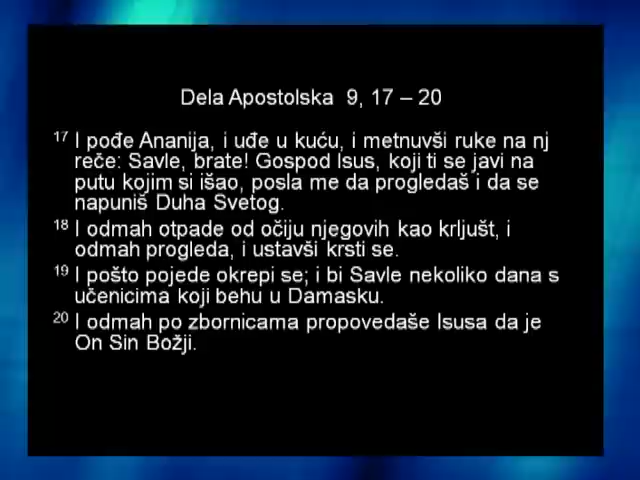 Dela Apostolska 9, 17 – 20
17 I pođe Ananija, i uđe u kuću, i metnuvši ruke na nj
reče: Savle, brate! Gospod Isus, koji ti se javi na
putu kojim si išao, posla me da progledaš i da se
napuniš Duha Svetog.
18 I odmah otpade od očiju njegovih kao krljušt, i
odmah progleda, i ustavši krsti se.
19 I pošto pojede okrepi se; i bi Savle nekoliko dana s
učenicima koji behu u Damasku.
20 I odmah po zbornicama propovedaše Isusa da je
On Sin Božji.